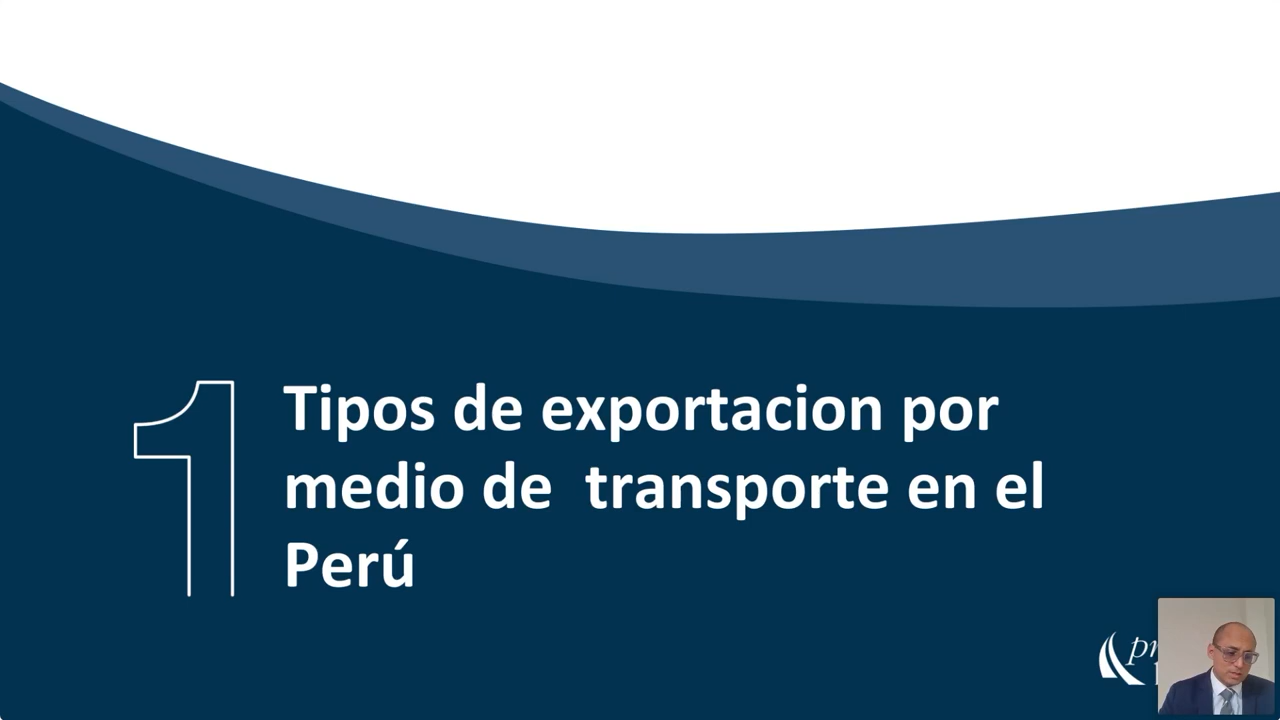 1
Tipos de exportacion por
medio de  transporte en el
Perú